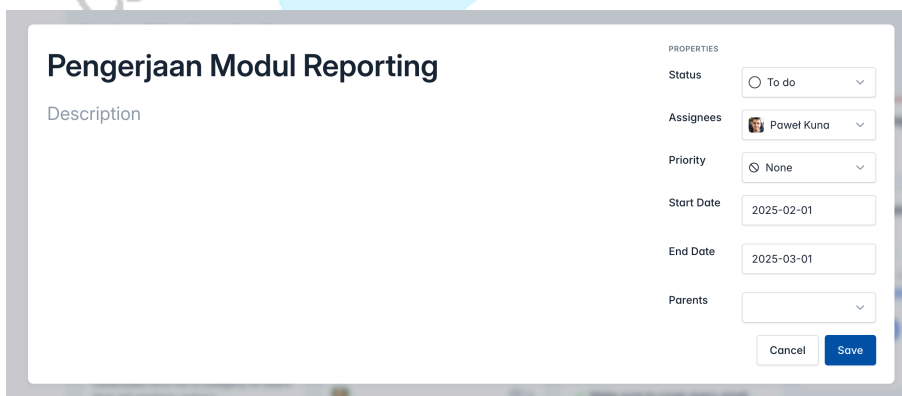 Pengerjaan Modul Reporting
Description
PROPERTIES
Status
To do
Assignees
Paweł Kuna
Priority
None
Start Date
2025-02-01
End Date
2025-03-01
Parents
Cancel
Save